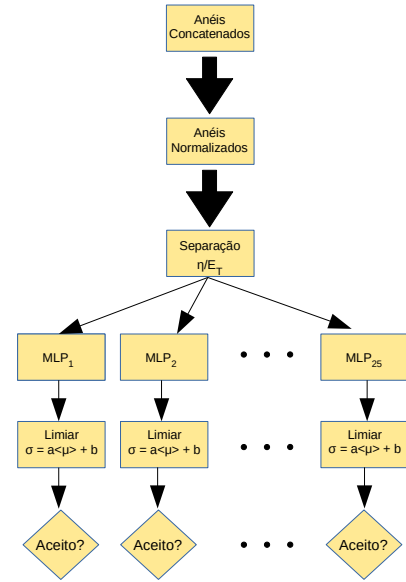 Anéis
Concatenados
Anéis
Normalizados
Separação
η/E_T
MLP_1
MLP_2
• • •
MLP_25
Limiar
σ = a<μ> + b
Limiar
σ = a<μ> + b
• • •
Limiar
σ = a<μ> + b
Aceito?
Aceito?
• • •
Aceito?